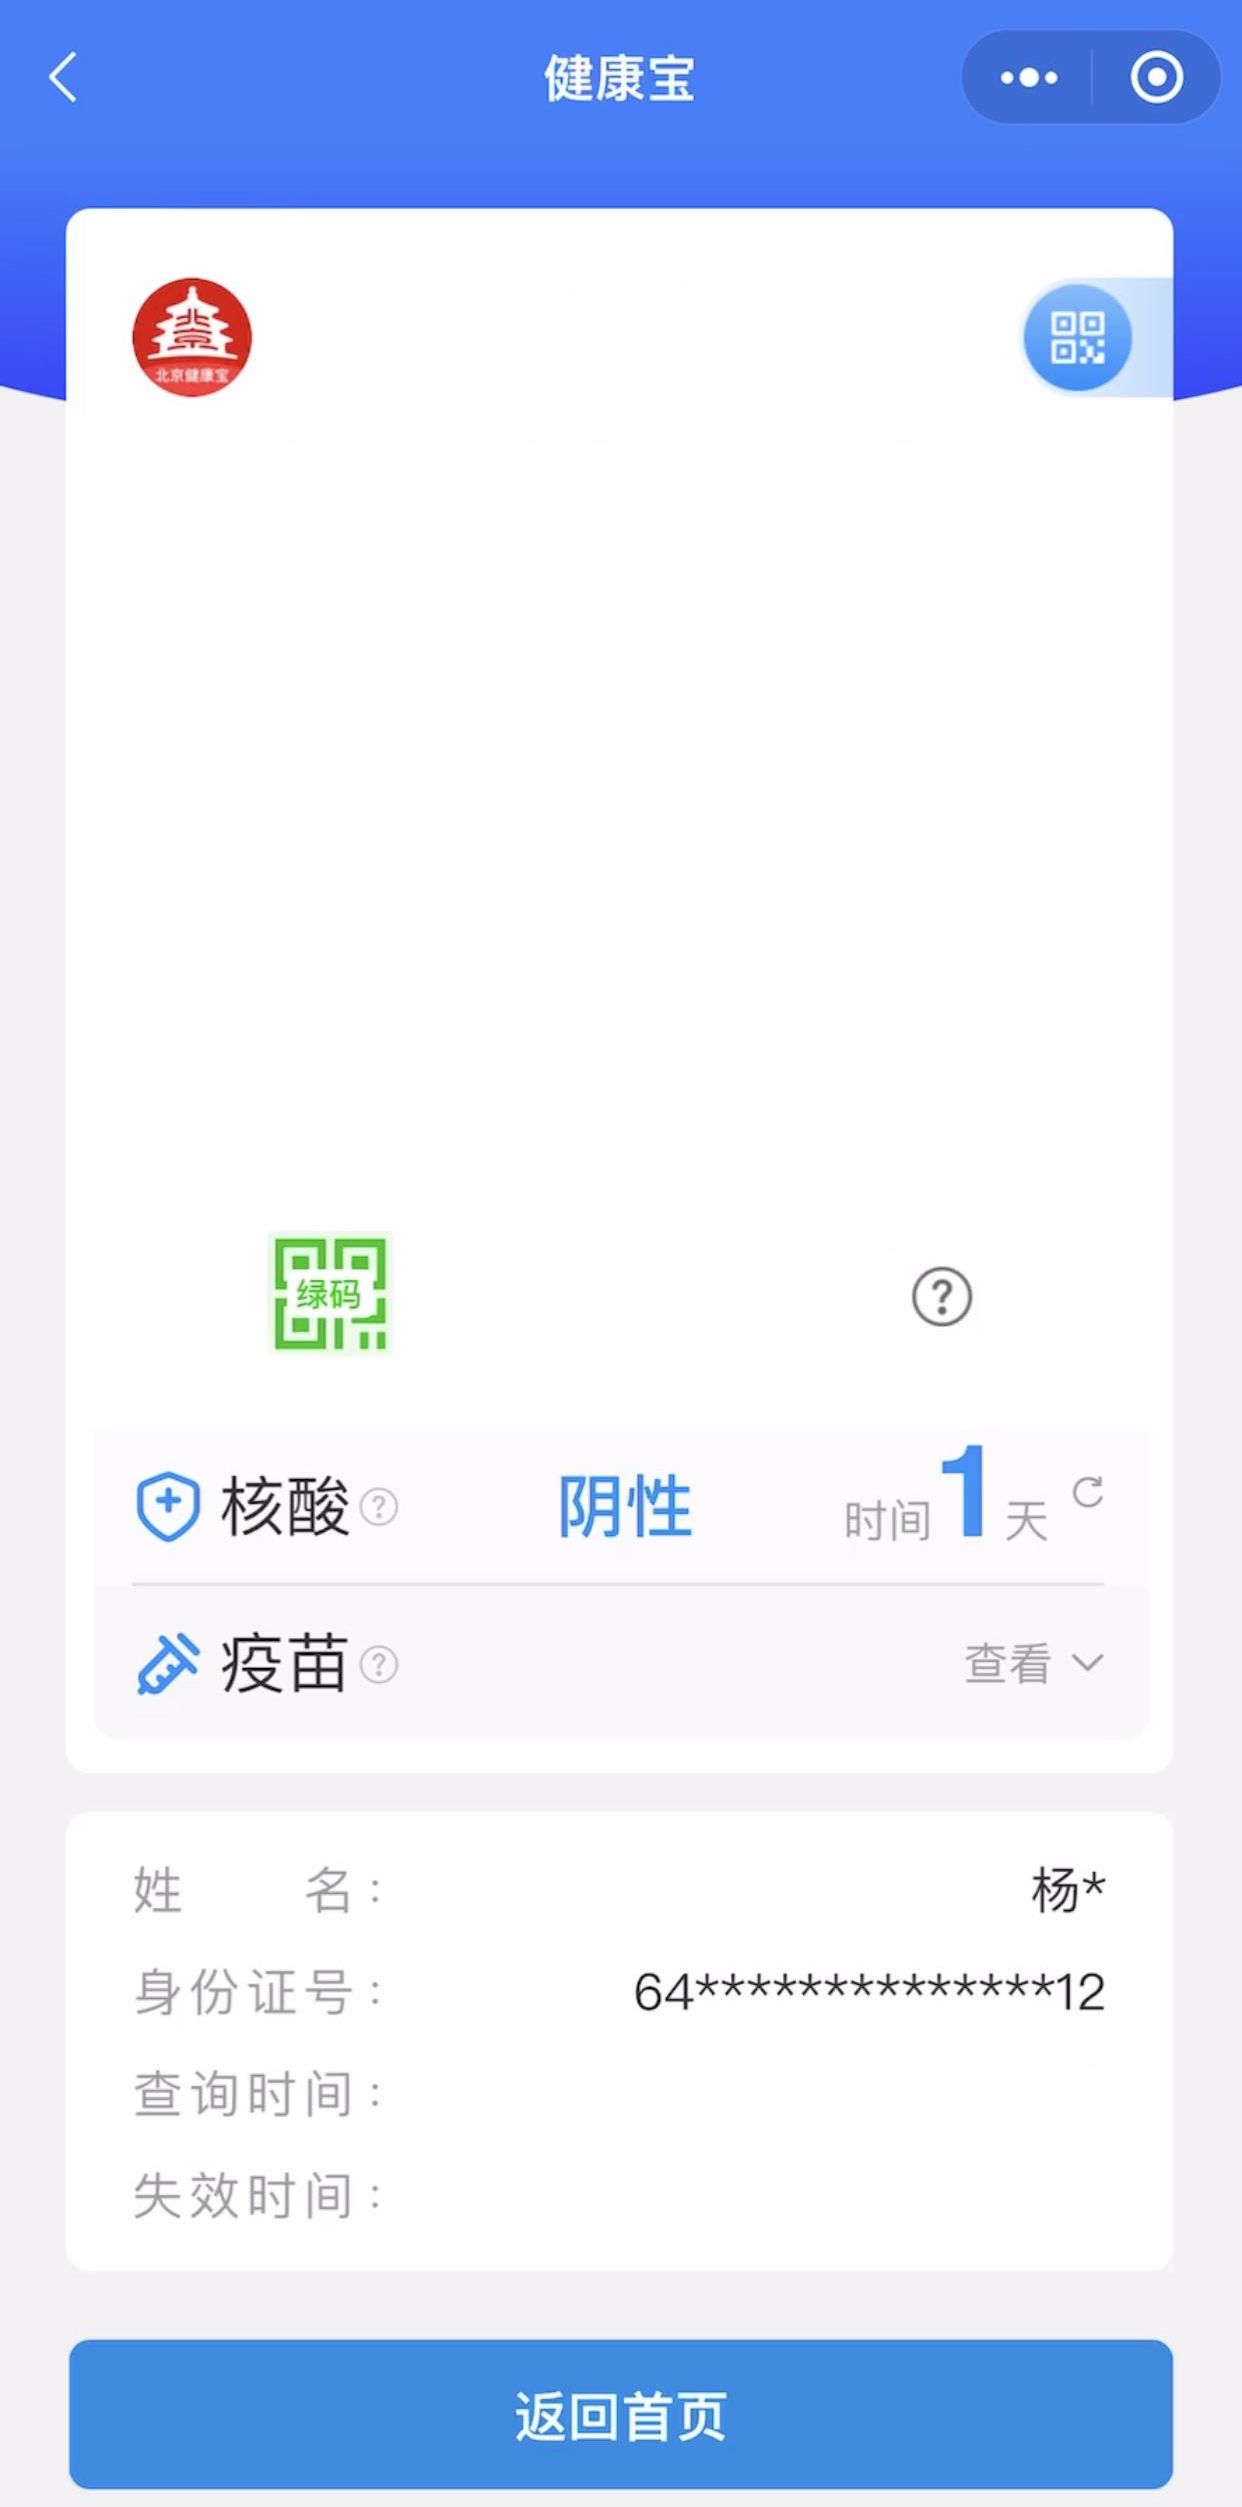 健康宝
北京健康宝
绿码
?
核酸 ? 阴性 时间 1 天
疫苗 ? 查看
姓名： 杨*
身份证号： 64**************12
查询时间：
失效时间：
返回首页